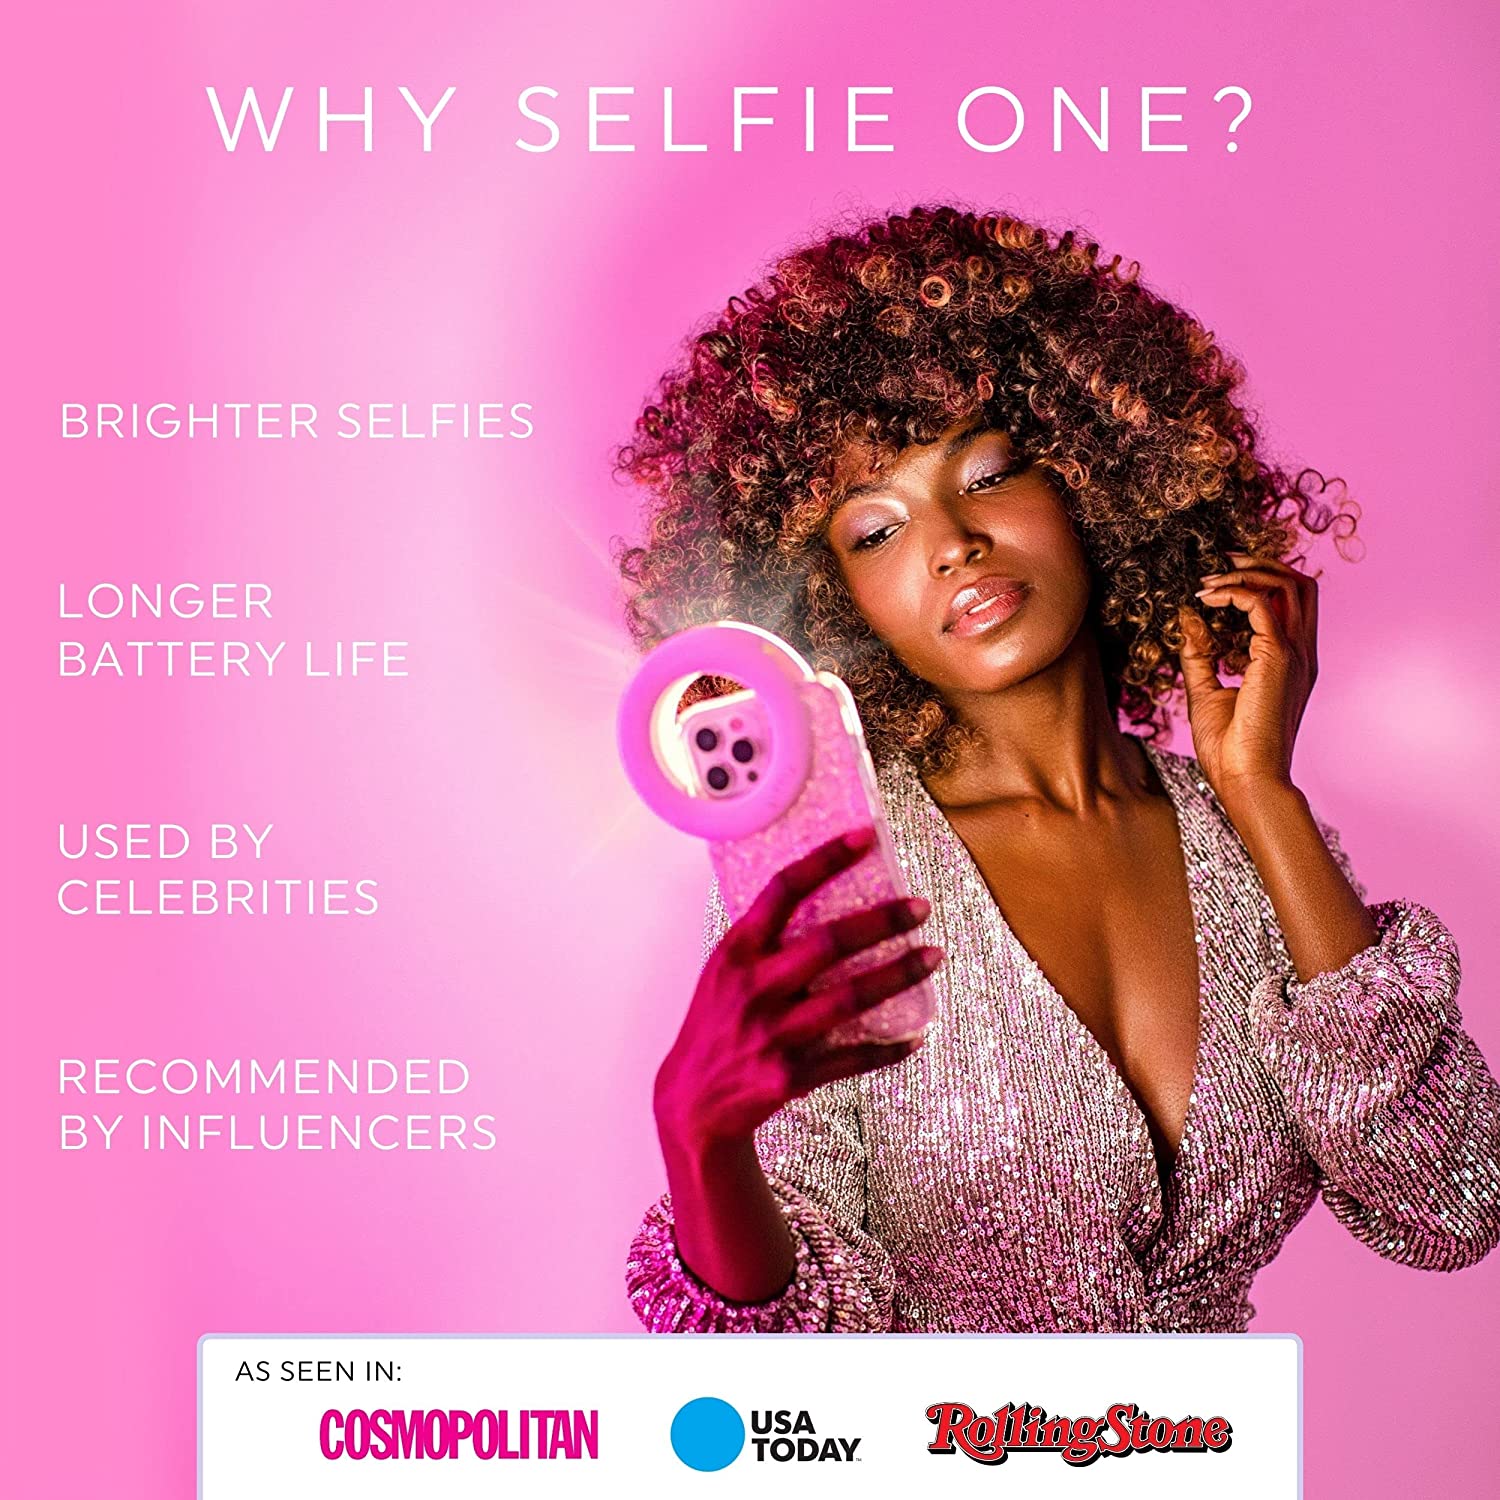 WHY SELFIE ONE?
BRIGHTER SELFIES
LONGER
BATTERY LIFE
USED BY
CELEBRITIES
RECOMMENDED
BY INFLUENCERS
AS SEEN IN:
COSMOPOLITAN
USA
TODAY
RollingStone